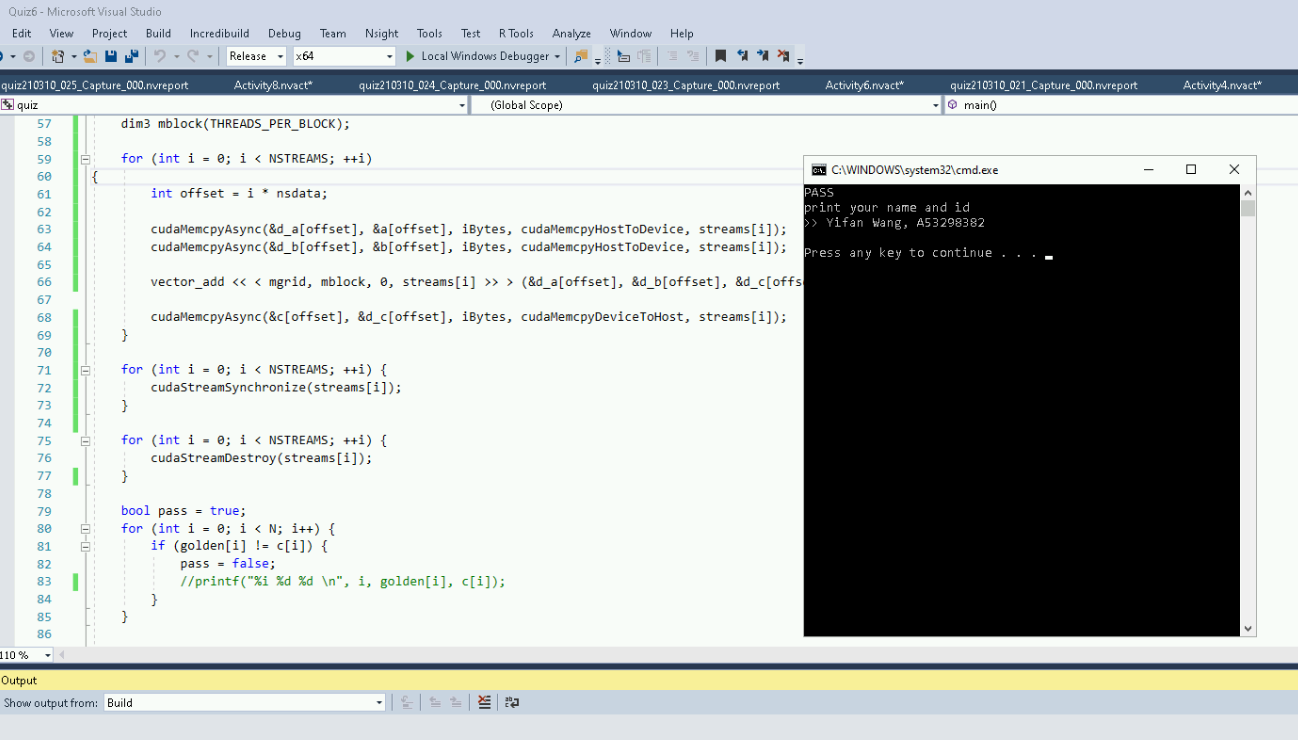 Quiz6 - Microsoft Visual Studio
Edit View Project Build Incredibuild Debug Team Nsight Tools Test R Tools Analyze Window Help
Release x64 Local Windows Debugger
quiz210310_025_Capture_000.nvreport Activity8.nvact* quiz210310_024_Capture_000.nvreport quiz210310_023_Capture_000.nvreport Activity6.nvact* quiz210310_021_Capture_000.nvreport Activity4.nvact*
quiz (Global Scope) main()
57 dim3 mblock(THREADS_PER_BLOCK);
58
59 for (int i = 0; i < NSTREAMS; ++i)
60 {
61 int offset = i * nsdata;
62
63 cudaMemcpyAsync(&d_a[offset], &a[offset], iBytes, cudaMemcpyHostToDevice, streams[i]);
64 cudaMemcpyAsync(&d_b[offset], &b[offset], iBytes, cudaMemcpyHostToDevice, streams[i]);
65
66 vector_add << < mgrid, mblock, 0, streams[i] >> > (&d_a[offset], &d_b[offset], &d_c[offs
67
68 cudaMemcpyAsync(&c[offset], &d_c[offset], iBytes, cudaMemcpyDeviceToHost, streams[i]);
69 }
70
71 for (int i = 0; i < NSTREAMS; ++i) {
72 cudaStreamSynchronize(streams[i]);
73 }
74
75 for (int i = 0; i < NSTREAMS; ++i) {
76 cudaStreamDestroy(streams[i]);
77 }
78
79 bool pass = true;
80 for (int i = 0; i < N; i++) {
81 if (golden[i] != c[i]) {
82 pass = false;
83 //printf("%i %d %d \n", i, golden[i], c[i]);
84 }
85 }
86
110 %
Output
Show output from: Build
C:\WINDOWS\system32\cmd.exe
PASS
print your name and id
>> Yifan Wang, A53298382
Press any key to continue . . .